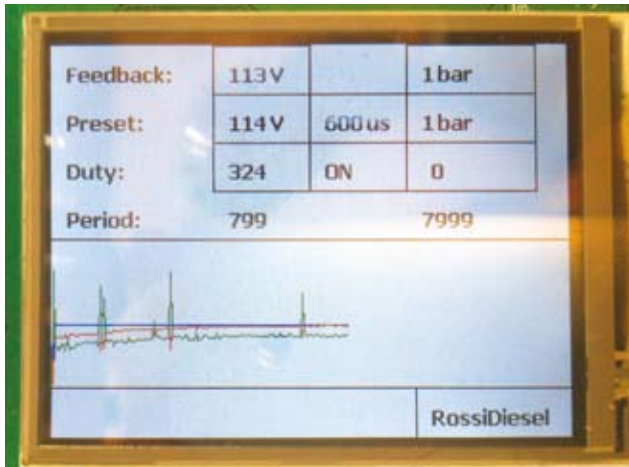 Feedback: 113V 1bar
Preset: 114V 600us 1bar
Duty: 324 ON 0
Period: 799 7999
RossiDiesel